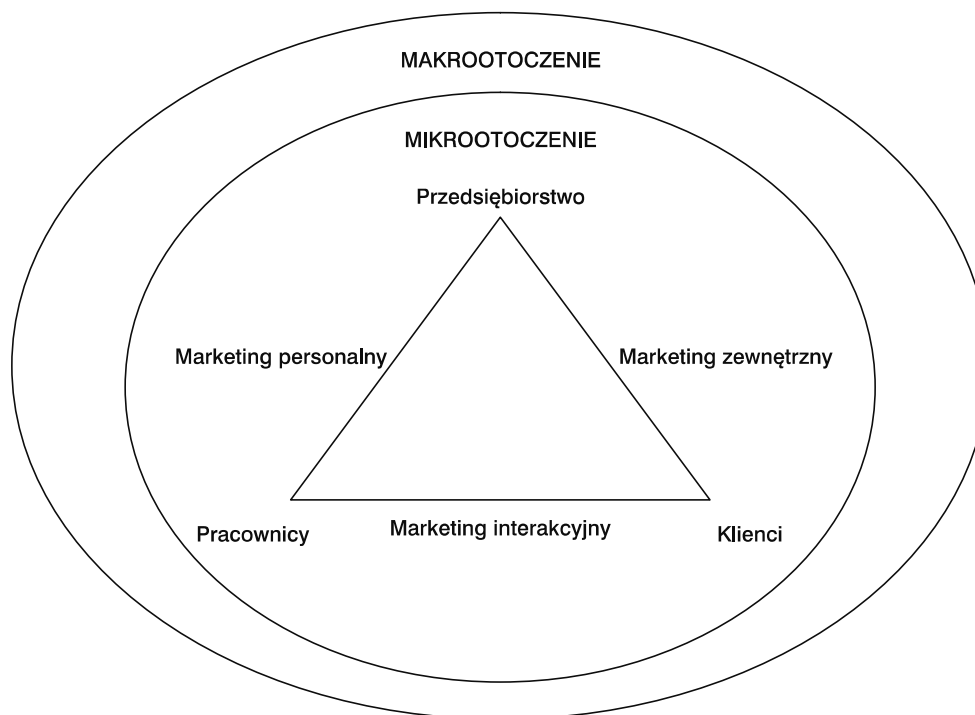 MAKROOTOCZENIE
MIKROOTOCZENIE
Przedsiębiorstwo
Marketing personalny
Marketing zewnętrzny
Pracownicy
Marketing interakcyjny
Klienci